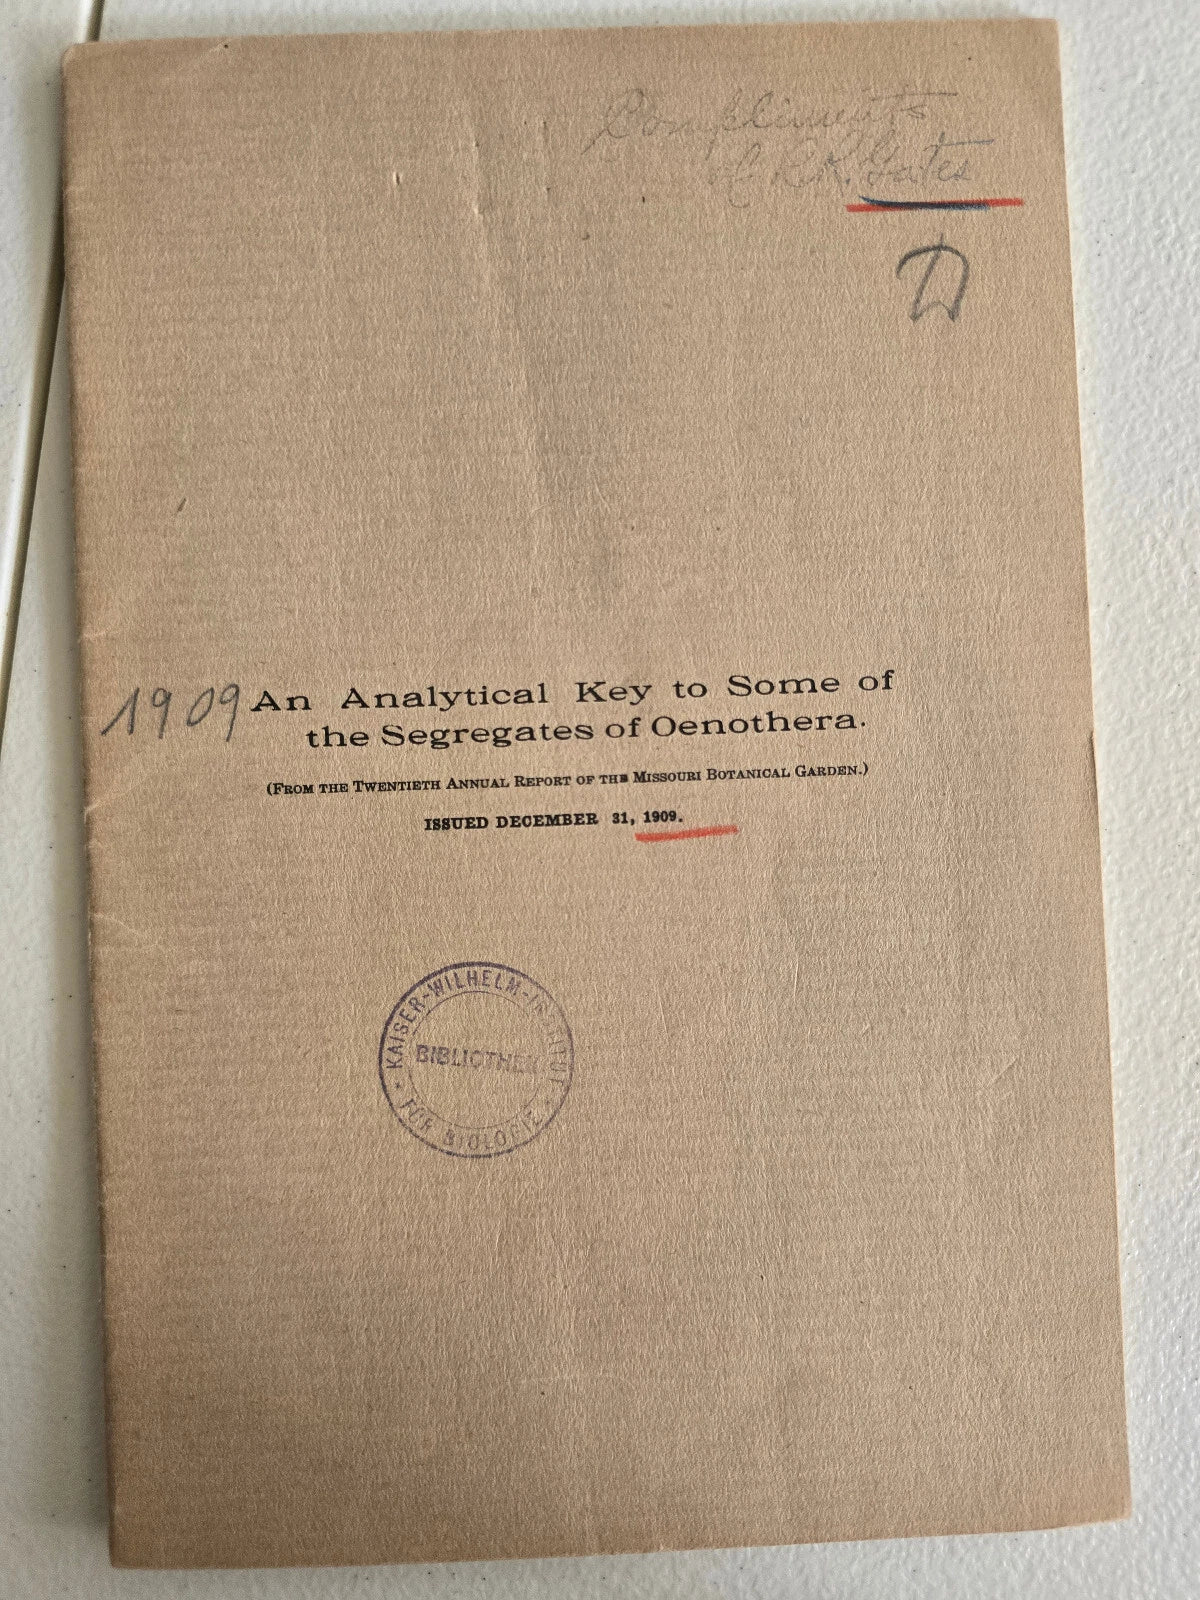 Compliments
of R.R. Gates
D
1909
An Analytical Key to Some of
the Segregates of Oenothera.
(FROM THE TWENTIETH ANNUAL REPORT OF THE MISSOURI BOTANICAL GARDEN.)
ISSUED DECEMBER 31, 1909.
KAISER-WILHELM-INSTITUT
BIBLIOTHEK
FÜR BIOLOGIE